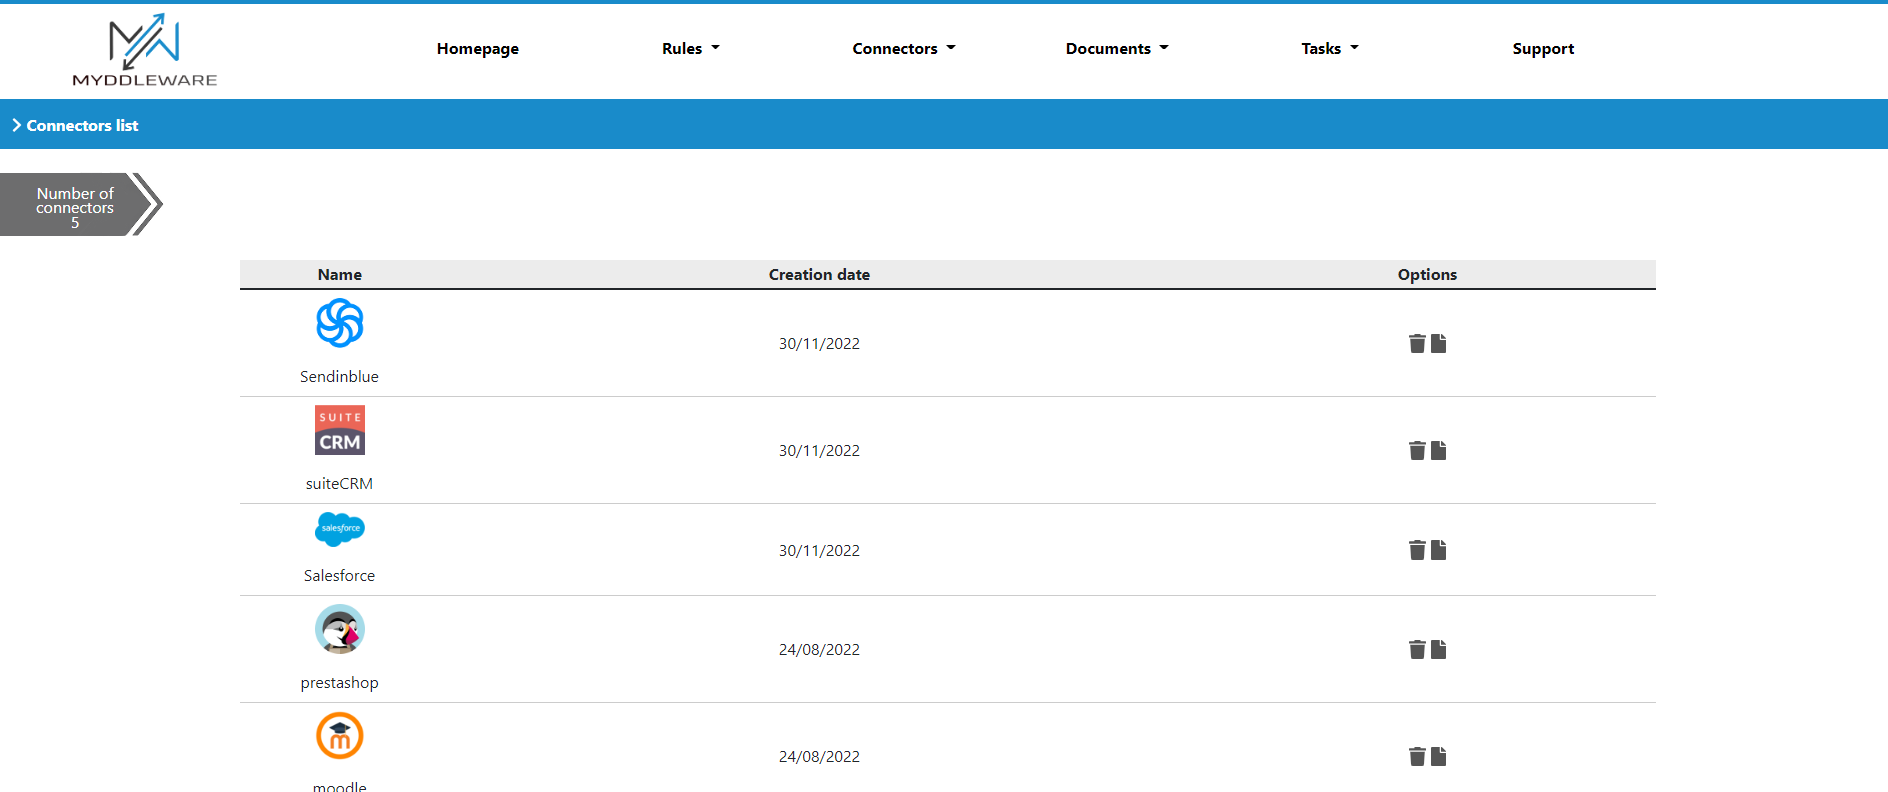 MYDDLEWARE
Homepage Rules Connectors Documents Tasks Support
Connectors list
Number of
connectors
5
Name Creation date Options
30/11/2022
Sendinblue
SUITE
CRM
30/11/2022
suiteCRM
salesforce
30/11/2022
Salesforce
24/08/2022
prestashop
m
24/08/2022
moodle